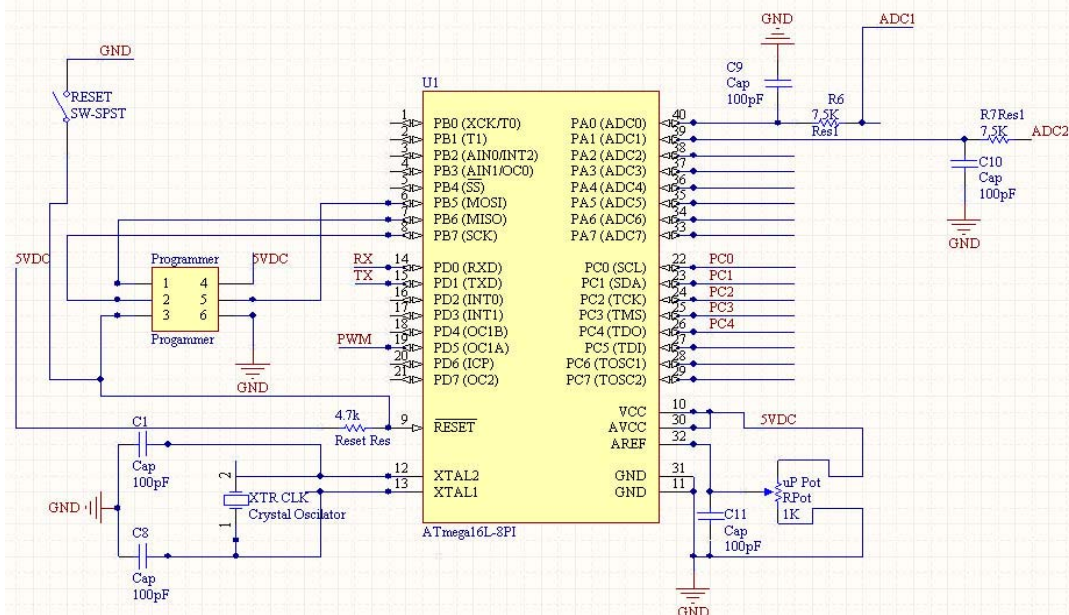 GND
RESET
SW-SPST
5VDC
Programmer
5VDC
1 4
2 5
3 6
Progammer
GND
4.7k
Reset Res
C1
Cap
100pF
GND
C8
Cap
100pF
2
XTR CLK
Crystal Oscilator
1
RX
TX
PWM
U1
1 PB0 (XCK/T0)
2 PB1 (T1)
3 PB2 (AIN0/INT2)
4 PB3 (AIN1/OC0)
5 PB4 (SS)
6 PB5 (MOSI)
7 PB6 (MISO)
8 PB7 (SCK)
14 PD0 (RXD)
15 PD1 (TXD)
16 PD2 (INT0)
17 PD3 (INT1)
18 PD4 (OC1B)
19 PD5 (OC1A)
20 PD6 (ICP)
21 PD7 (OC2)
9 RESET
12 XTAL2
13 XTAL1
PA0 (ADC0) 40
PA1 (ADC1) 39
PA2 (ADC2) 38
PA3 (ADC3) 37
PA4 (ADC4) 36
PA5 (ADC5) 35
PA6 (ADC6) 34
PA7 (ADC7) 33
PC0 (SCL) 22 PC0
PC1 (SDA) 23 PC1
PC2 (TCK) 24 PC2
PC3 (TMS) 25 PC3
PC4 (TDO) 26 PC4
PC5 (TDI) 27
PC6 (TOSC1) 28
PC7 (TOSC2) 29
VCC 10
AVCC 30
AREF 32
GND 31
GND 11
ATmega16L-8PI
GND
C9
Cap
100pF
ADC1
R6
7.5K
Res1
R7Res1
7.5K
ADC2
C10
Cap
100pF
GND
5VDC
uP Pot
RPot
1K
C11
Cap
100pF
GND